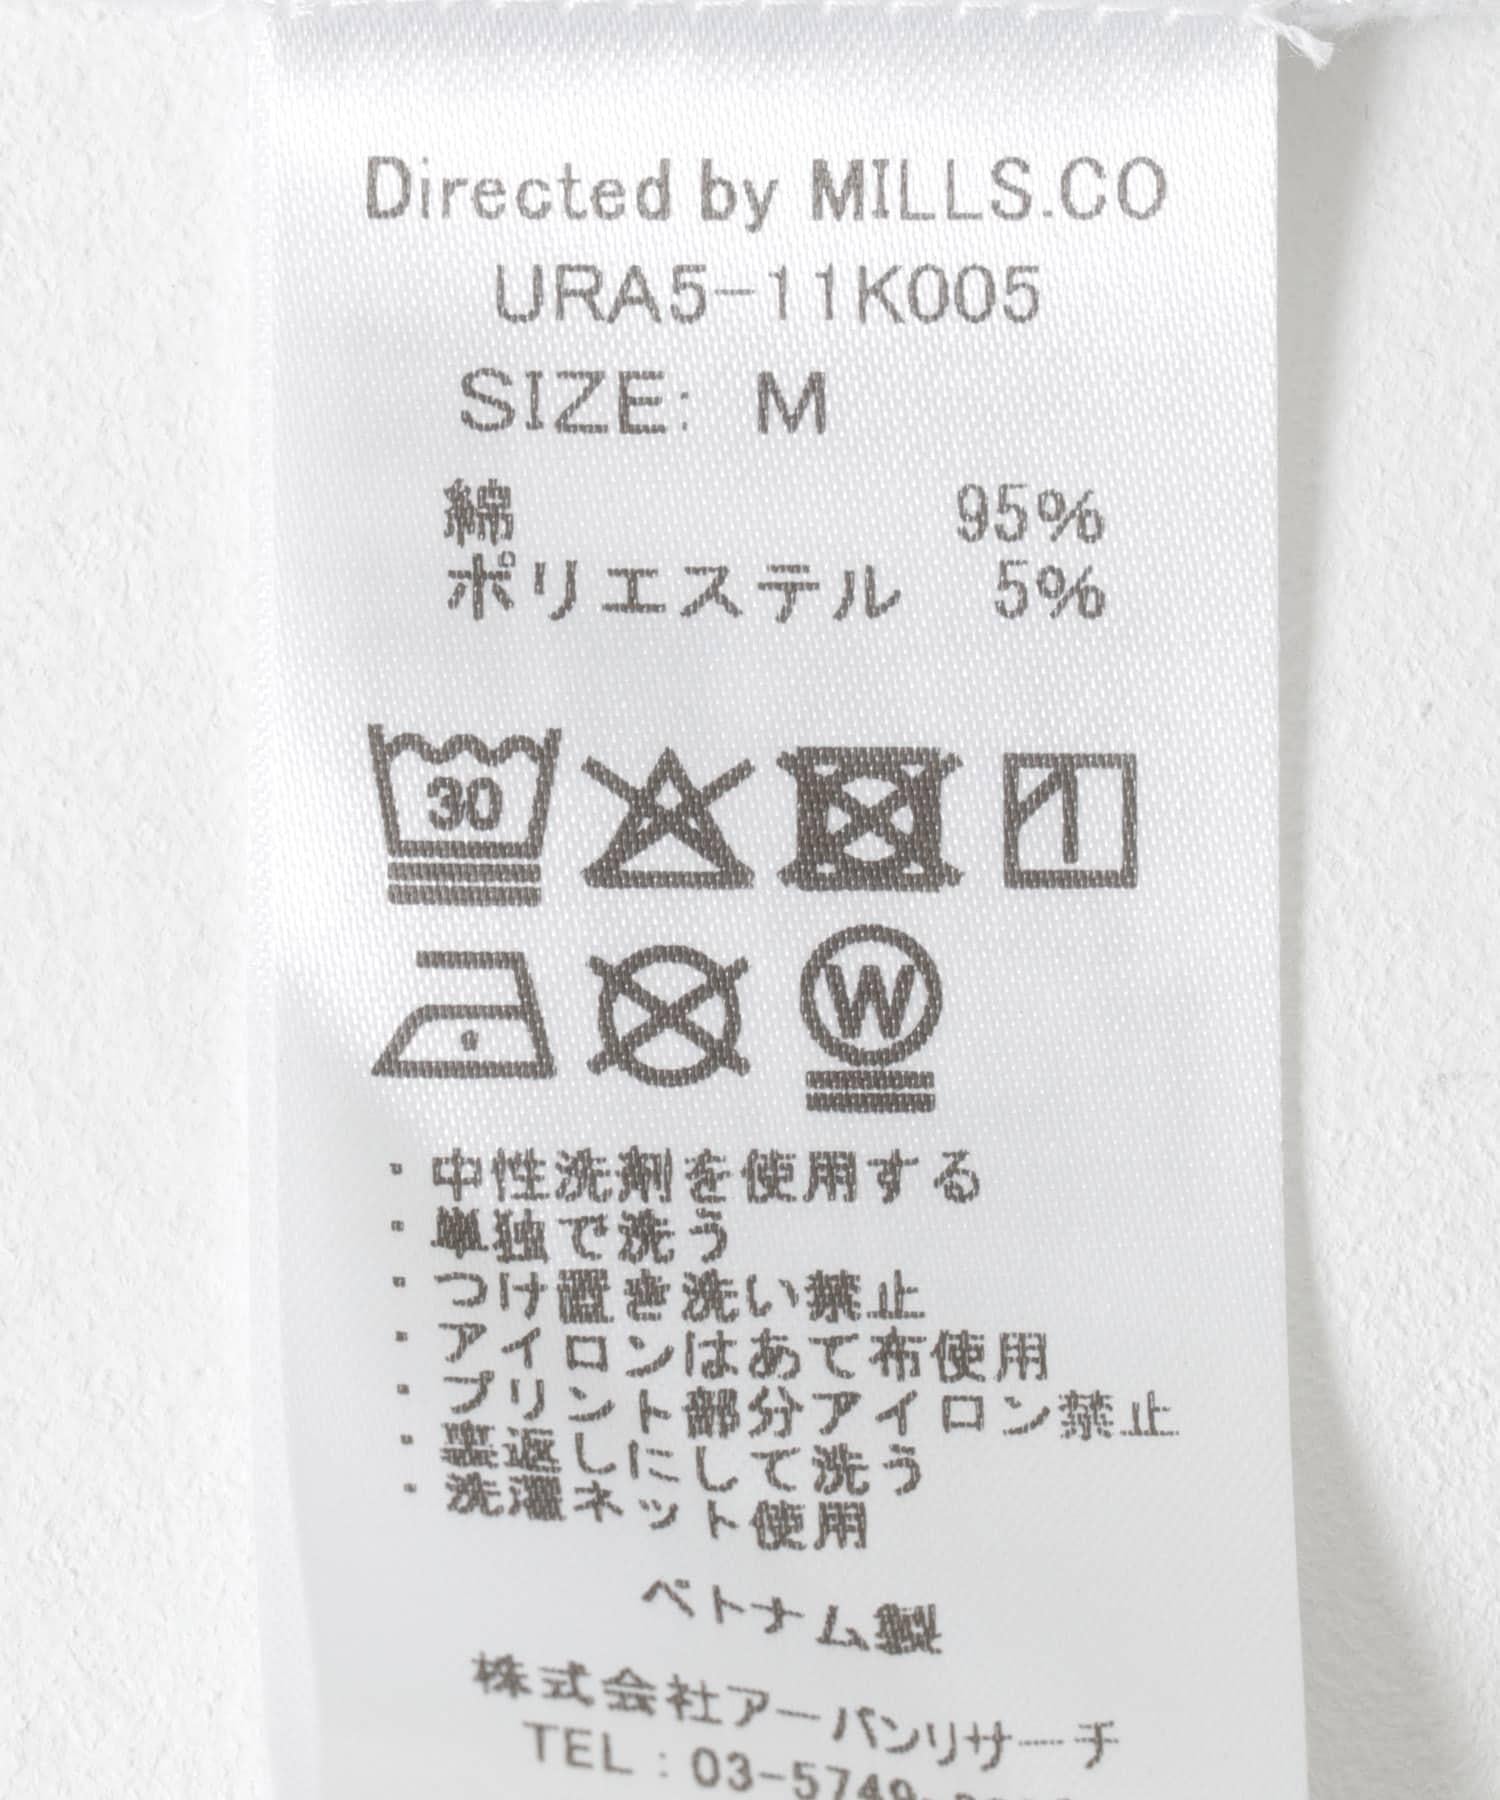 Directed by MILLS.CO
URA5-11K005
SIZE: M
綿 95%
ポリエステル 5%
30
W
・中性洗剤を使用する
・単独で洗う
・つけ置き洗い禁止
・アイロンはあて布使用
・プリント部分アイロン禁止
・裏返しにして洗う
・洗濯ネット使用
ベトナム製
株式会社アーバンリサーチ
TEL：03-5749-